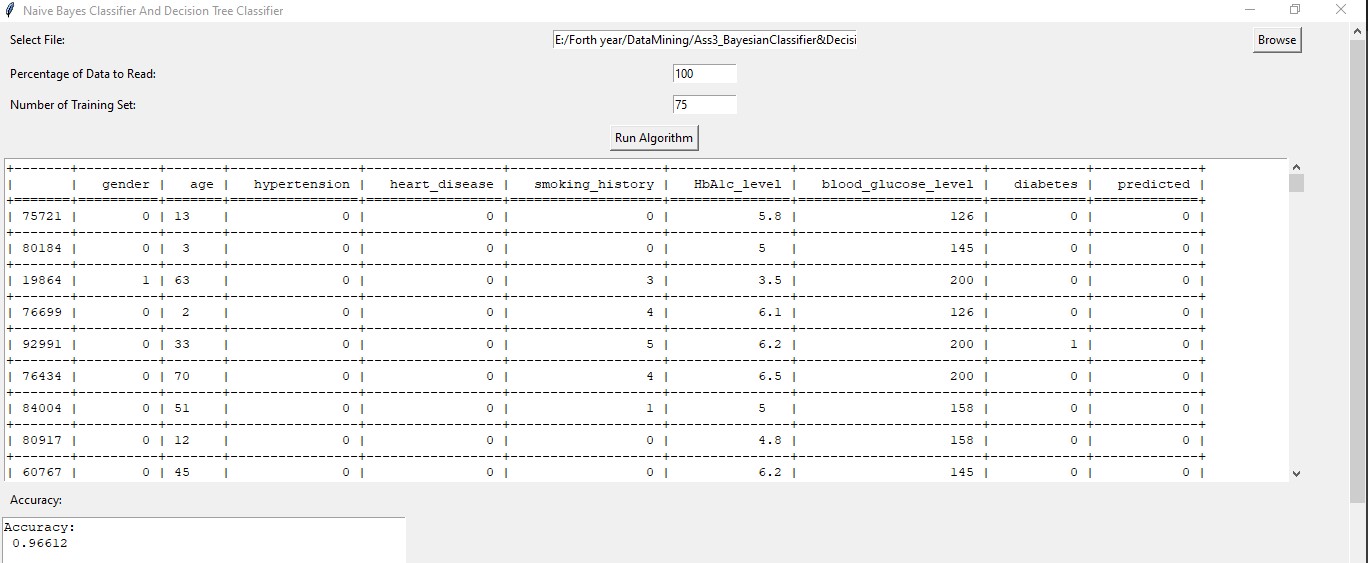 Naive Bayes Classifier And Decision Tree Classifier
Select File: E:/Forth year/DataMining/Ass3_BayesianClassifier&Decisi Browse
Percentage of Data to Read: 100
Number of Training Set: 75
Run Algorithm
+-------+----------+-------+----------------+-----------------+-------------------+---------------+-----------------------+------------+-------------+
|       |   gender |   age |   hypertension |   heart_disease |   smoking_history |   HbA1c_level |   blood_glucose_level |   diabetes |   predicted |
+=======+==========+=======+================+=================+===================+===============+=======================+============+=============+
| 75721 |        0 | 13    |              0 |               0 |                 0 |           5.8 |                   126 |          0 |           0 |
+-------+----------+-------+----------------+-----------------+-------------------+---------------+-----------------------+------------+-------------+
| 80184 |        0 |  3    |              0 |               0 |                 0 |           5   |                   145 |          0 |           0 |
+-------+----------+-------+----------------+-----------------+-------------------+---------------+-----------------------+------------+-------------+
| 19864 |        1 | 63    |              0 |               0 |                 3 |           3.5 |                   200 |          0 |           0 |
+-------+----------+-------+----------------+-----------------+-------------------+---------------+-----------------------+------------+-------------+
| 76699 |        0 |  2    |              0 |               0 |                 4 |           6.1 |                   126 |          0 |           0 |
+-------+----------+-------+----------------+-----------------+-------------------+---------------+-----------------------+------------+-------------+
| 92991 |        0 | 33    |              0 |               0 |                 5 |           6.2 |                   200 |          1 |           0 |
+-------+----------+-------+----------------+-----------------+-------------------+---------------+-----------------------+------------+-------------+
| 76434 |        0 | 70    |              0 |               0 |                 4 |           6.5 |                   200 |          0 |           0 |
+-------+----------+-------+----------------+-----------------+-------------------+---------------+-----------------------+------------+-------------+
| 84004 |        0 | 51    |              0 |               0 |                 1 |           5   |                   158 |          0 |           0 |
+-------+----------+-------+----------------+-----------------+-------------------+---------------+-----------------------+------------+-------------+
| 80917 |        0 | 12    |              0 |               0 |                 0 |           4.8 |                   158 |          0 |           0 |
+-------+----------+-------+----------------+-----------------+-------------------+---------------+-----------------------+------------+-------------+
| 60767 |        0 | 45    |              0 |               0 |                 0 |           6.2 |                   145 |          0 |           0 |
Accuracy:
Accuracy:
0.96612